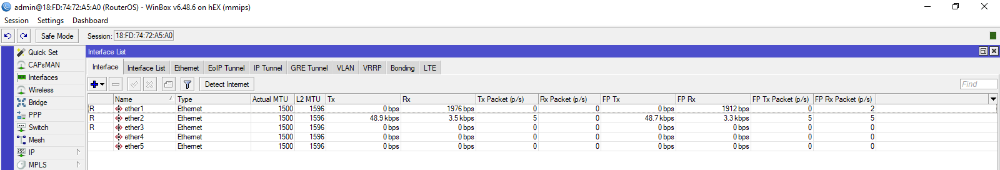 admin@18:FD:74:72:A5:A0 (RouterOS) - WinBox v6.48.6 on hEX (mmips)
Session Settings Dashboard
Safe Mode Session: 18:FD:74:72:A5:A0
Quick Set
CAPsMAN
Interfaces
Wireless
Bridge
PPP
Switch
Mesh
255 IP
MPLS
Interface List
Interface Interface List Ethernet EoIP Tunnel IP Tunnel GRE Tunnel VLAN VRRP Bonding LTE
Detect Internet Find
Name Type Actual MTU L2 MTU Tx Rx Tx Packet (p/s) Rx Packet (p/s) FP Tx FP Rx FP Tx Packet (p/s) FP Rx Packet (p/s)
R ether1 Ethernet 1500 1596 0 bps 1976 bps 0 0 0 bps 1912 bps 0 2
R ether2 Ethernet 1500 1596 48.9 kbps 3.5 kbps 5 0 48.7 kbps 3.3 kbps 5 5
R ether3 Ethernet 1500 1596 0 bps 0 bps 0 0 0 bps 0 bps 0 0
ether4 Ethernet 1500 1596 0 bps 0 bps 0 0 0 bps 0 bps 0 0
ether5 Ethernet 1500 1596 0 bps 0 bps 0 0 0 bps 0 bps 0 0